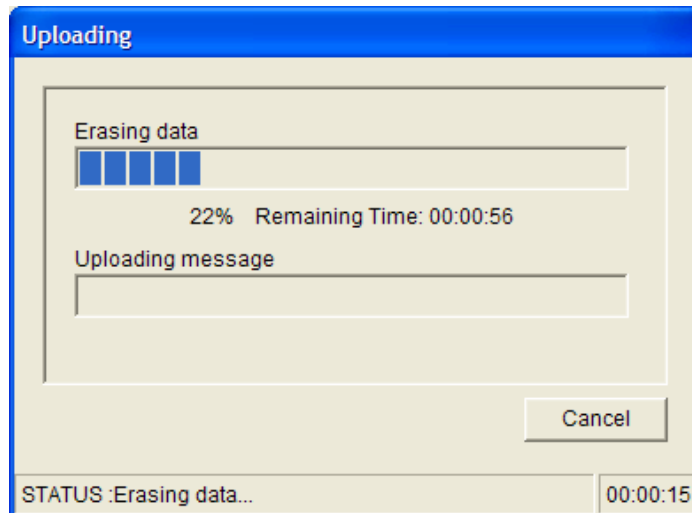 Uploading
Erasing data
22% Remaining Time: 00:00:56
Uploading message
Cancel
STATUS :Erasing data... 00:00:15